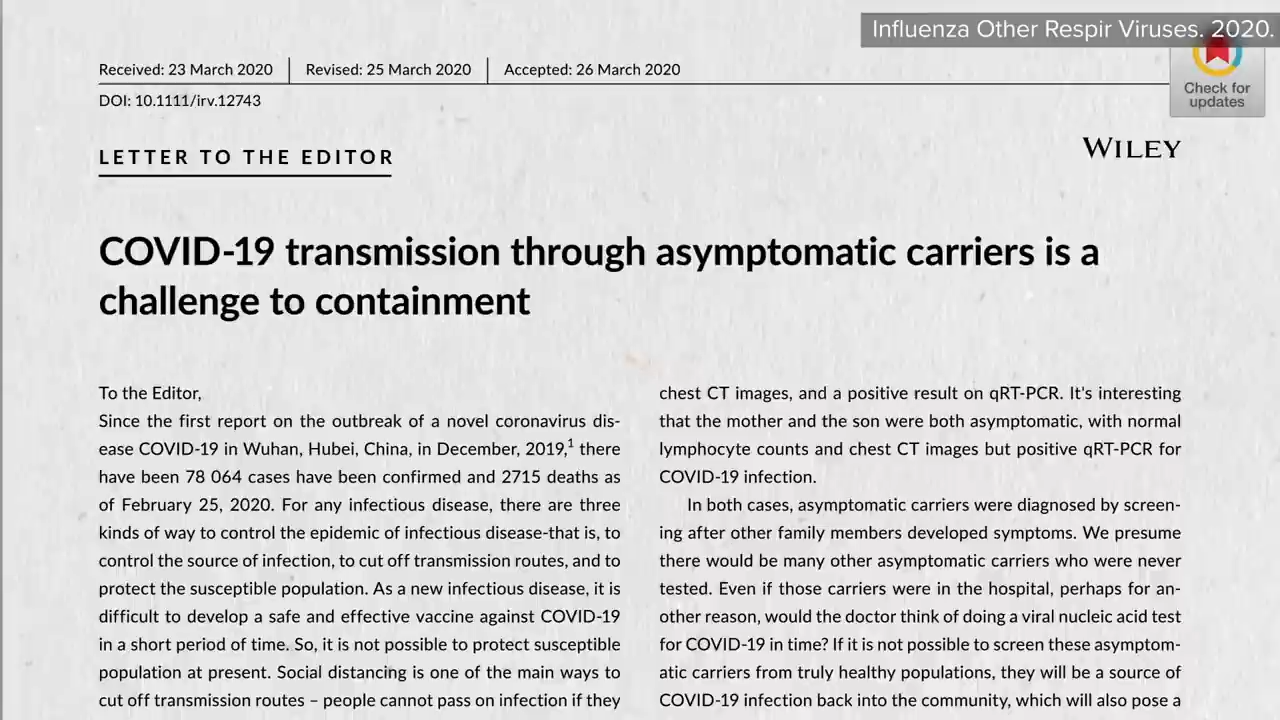 Influenza Other Respir Viruses. 2020.
Received: 23 March 2020 | Revised: 25 March 2020 | Accepted: 26 March 2020
DOI: 10.1111/irv.12743
Check for
updates
LETTER TO THE EDITOR
WILEY
COVID-19 transmission through asymptomatic carriers is a
challenge to containment
To the Editor,
Since the first report on the outbreak of a novel coronavirus dis-
ease COVID-19 in Wuhan, Hubei, China, in December, 2019,1 there
have been 78 064 cases have been confirmed and 2715 deaths as
of February 25, 2020. For any infectious disease, there are three
kinds of way to control the epidemic of infectious disease-that is, to
control the source of infection, to cut off transmission routes, and to
protect the susceptible population. As a new infectious disease, it is
difficult to develop a safe and effective vaccine against COVID-19
in a short period of time. So, it is not possible to protect susceptible
population at present. Social distancing is one of the main ways to
cut off transmission routes – people cannot pass on infection if they
chest CT images, and a positive result on qRT-PCR. It's interesting
that the mother and the son were both asymptomatic, with normal
lymphocyte counts and chest CT images but positive qRT-PCR for
COVID-19 infection.
In both cases, asymptomatic carriers were diagnosed by screen-
ing after other family members developed symptoms. We presume
there would be many other asymptomatic carriers who were never
tested. Even if those carriers were in the hospital, perhaps for an-
other reason, would the doctor think of doing a viral nucleic acid test
for COVID-19 in time? If it is not possible to screen these asymptom-
atic carriers from truly healthy populations, they will be a source of
COVID-19 infection back into the community, which will also pose a